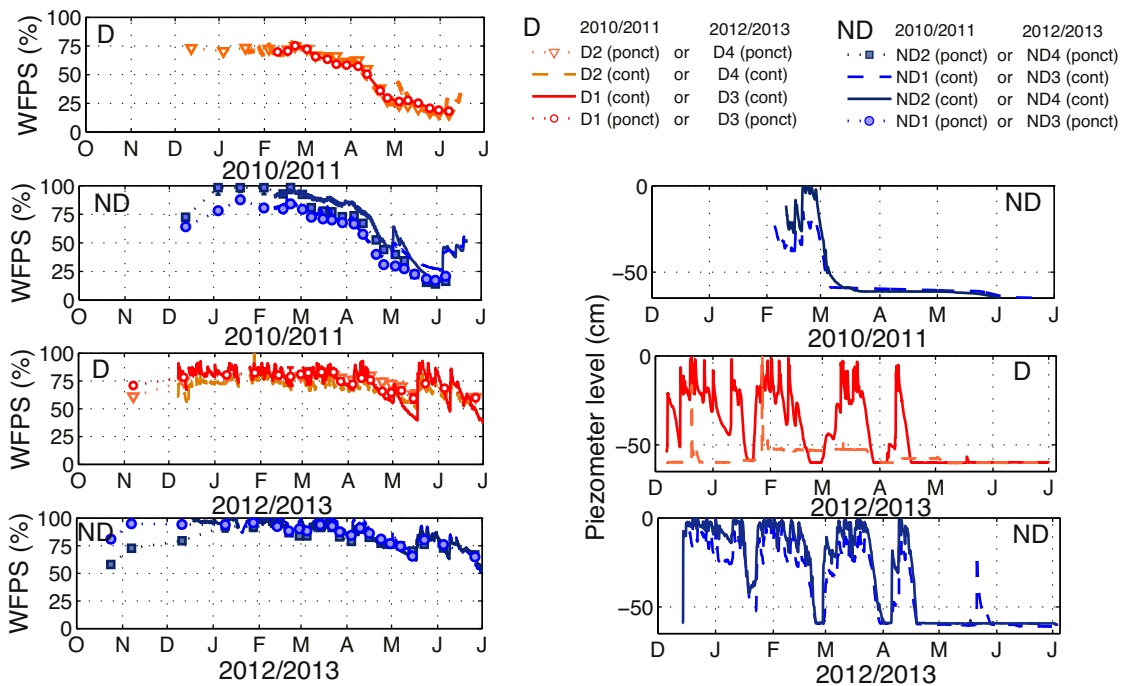 WFPS (%)
100
75
50
25
0
D
O N D J F M A M J J
2010/2011
D
2010/2011 2012/2013
D2 (ponct) or D4 (ponct)
D2 (cont) or D4 (cont)
D1 (cont) or D3 (cont)
D1 (ponct) or D3 (ponct)
ND
2010/2011 2012/2013
ND2 (ponct) or ND4 (ponct)
ND1 (cont) or ND3 (cont)
ND2 (cont) or ND4 (cont)
ND1 (ponct) or ND3 (ponct)
WFPS (%)
100
75
50
25
0
ND
O N D J F M A M J J
2010/2011
WFPS (%)
100
75
50
25
0
D
O N D J F M A M J J
2012/2013
WFPS (%)
100
75
50
25
0
ND
O N D J F M A M J J
2012/2013
Piezometer level (cm)
0
−50
ND
D J F M A M J
2010/2011
0
−50
D
D J F M A M J J
2012/2013
0
−50
ND
D J F M A M J J
2012/2013